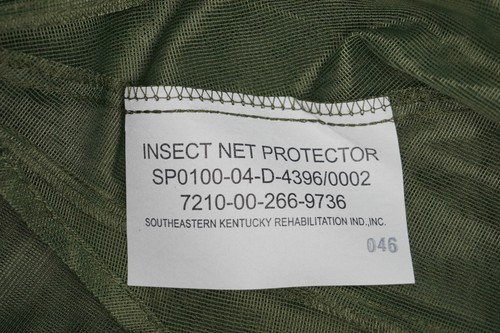 INSECT NET PROTECTOR
SP0100-04-D-4396/0002
7210-00-266-9736
SOUTHEASTERN KENTUCKY REHABILITATION IND.,INC.
046